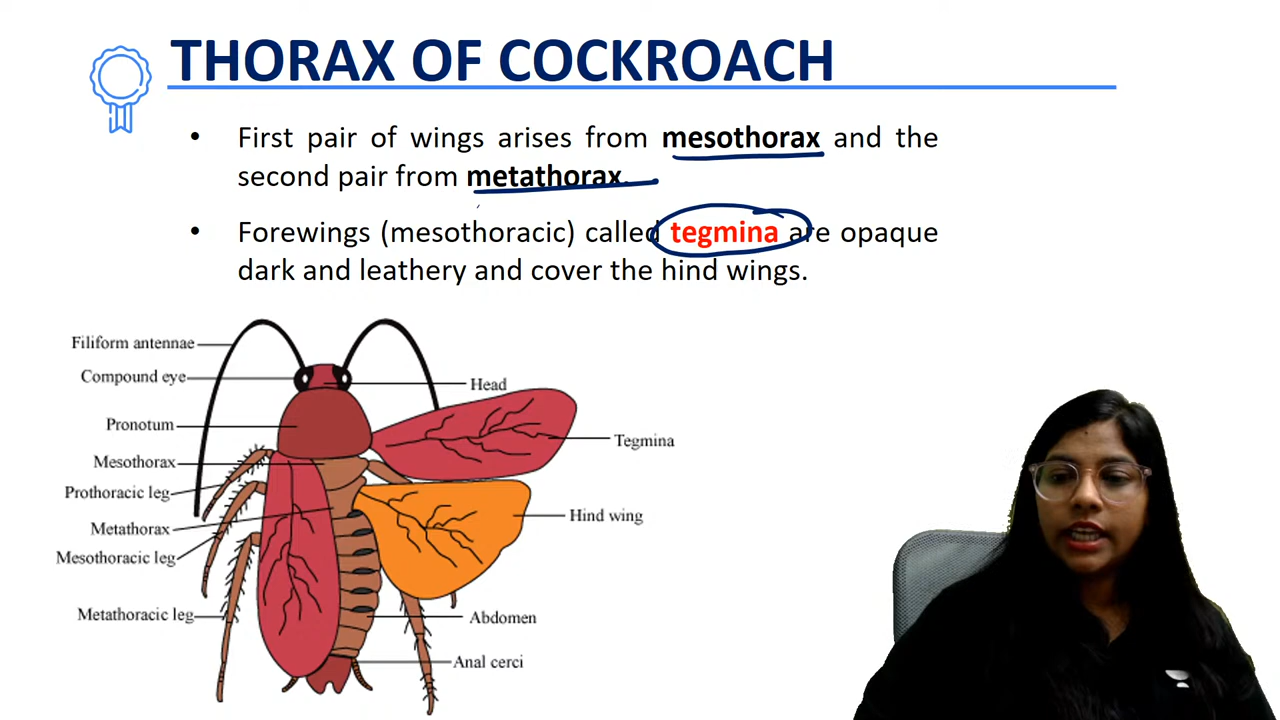 THORAX OF COCKROACH
• First pair of wings arises from mesothorax and the
second pair from metathorax.
• Forewings (mesothoracic) called tegmina are opaque
dark and leathery and cover the hind wings.
Filiform antennae
Compound eye
Head
Pronotum
Tegmina
Mesothorax
Prothoracic leg
Hind wing
Metathorax
Mesothoracic leg
Metathoracic leg
Abdomen
Anal cerci